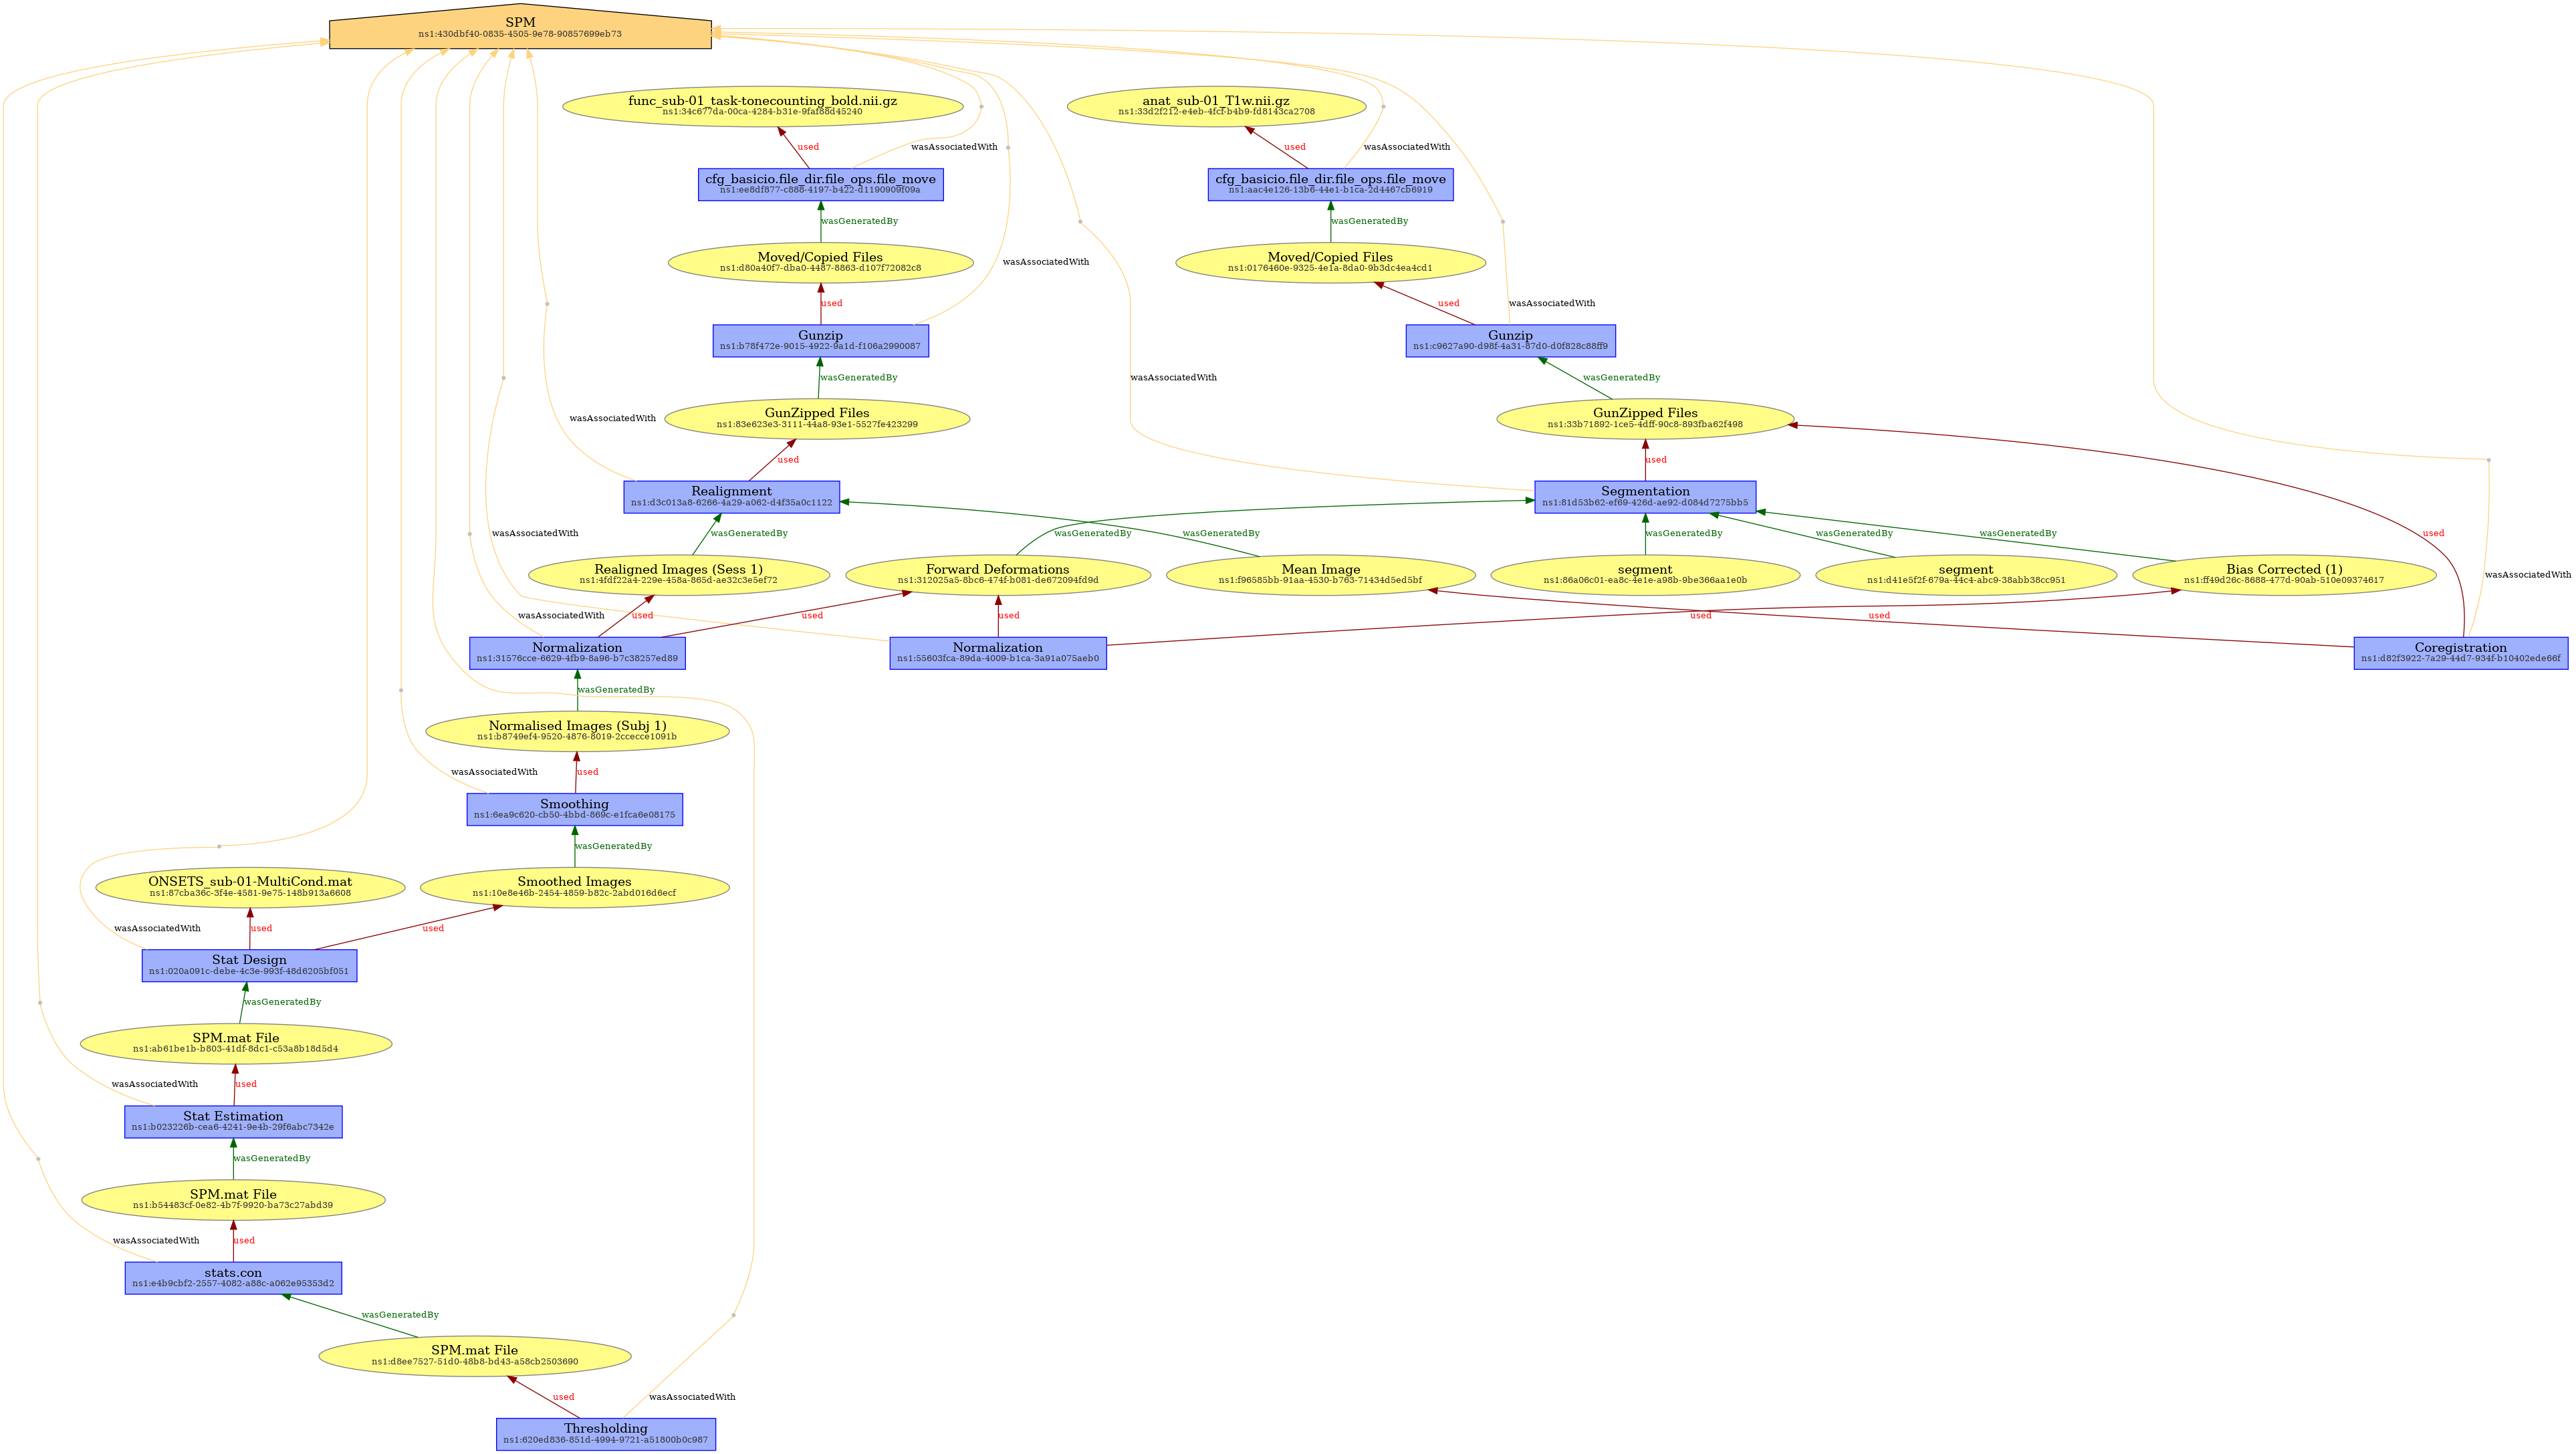 SPM
ns1:430dbf40-0835-4505-9e78-90857699eb73
func_sub-01_task-tonecounting_bold.nii.gz
ns1:34c677da-00ca-4284-b31e-9faf88d45240
anat_sub-01_T1w.nii.gz
ns1:33d2f212-e4eb-4fcf-b4b9-fd8143ca2708
used
wasAssociatedWith
used
wasAssociatedWith
cfg_basicio.file_dir.file_ops.file_move
ns1:ee8df877-c888-4197-b422-d1190909f09a
cfg_basicio.file_dir.file_ops.file_move
ns1:aac4e126-13b6-44e1-b1ca-2d4467cb6919
wasGeneratedBy
wasGeneratedBy
Moved/Copied Files
ns1:d80a40f7-dba0-4487-8863-d107f72082c8
wasAssociatedWith
Moved/Copied Files
ns1:0176460e-9325-4e1a-8da0-9b3dc4ea4cd1
used
used
wasAssociatedWith
Gunzip
ns1:b78f472e-9015-4922-9a1d-f106a2990087
Gunzip
ns1:c9627a90-d98f-4a31-87d0-d0f828c88ff9
wasGeneratedBy
wasAssociatedWith
wasGeneratedBy
wasAssociatedWith
GunZipped Files
ns1:83e623e3-3111-44a8-93e1-5527fe423299
GunZipped Files
ns1:33b71892-1ce5-4dff-90c8-893fba62f498
used
used
Realignment
ns1:d3c013a8-6266-4a29-a062-d4f35a0c1122
Segmentation
ns1:81d53b62-ef69-426d-ae92-d084d7275bb5
wasAssociatedWith
wasGeneratedBy
wasGeneratedBy
wasGeneratedBy
wasGeneratedBy
wasGeneratedBy
wasGeneratedBy
used
Realigned Images (Sess 1)
ns1:4fdf22a4-229e-458a-865d-ae32c3e5ef72
Forward Deformations
ns1:312025a5-8bc6-474f-b081-de672094fd9d
Mean Image
ns1:f96585bb-91aa-4530-b763-71434d5ed5bf
segment
ns1:86a06c01-ea8c-4e1e-a98b-9be366aa1e0b
segment
ns1:d41e5f2f-679a-44c4-abc9-38abb38cc951
Bias Corrected (1)
ns1:ff49d26c-8688-477d-90ab-510e09374617
wasAssociatedWith
wasAssociatedWith
used
used
used
used
used
Normalization
ns1:31576cce-6629-4fb9-8a96-b7c38257ed89
Normalization
ns1:55603fca-89da-4009-b1ca-3a91a075aeb0
Coregistration
ns1:d82f3922-7a29-44d7-934f-b10402ede66f
wasGeneratedBy
Normalised Images (Subj 1)
ns1:b8749ef4-9520-4876-8019-2ccecce1091b
wasAssociatedWith
used
Smoothing
ns1:6ea9c620-cb50-4bbd-869c-e1fca6e08175
wasGeneratedBy
ONSETS_sub-01-MultiCond.mat
ns1:87cba36c-3f4e-4581-9e75-148b913a6608
Smoothed Images
ns1:10e8e46b-2454-4859-b82c-2abd016d6ecf
wasAssociatedWith
used
used
Stat Design
ns1:020a091c-debe-4c3e-993f-48d6205bf051
wasGeneratedBy
SPM.mat File
ns1:ab61be1b-b803-41df-8dc1-c53a8b18d5d4
wasAssociatedWith
used
Stat Estimation
ns1:b023226b-cea6-4241-9e4b-29f6abc7342e
wasGeneratedBy
SPM.mat File
ns1:b54483cf-0e82-4b7f-9920-ba73c27abd39
wasAssociatedWith
used
stats.con
ns1:e4b9cbf2-2557-4082-a88c-a062e95353d2
wasGeneratedBy
SPM.mat File
ns1:d8ee7527-51d0-48b8-bd43-a58cb2503690
used
wasAssociatedWith
Thresholding
ns1:620ed836-851d-4994-9721-a51800b0c987